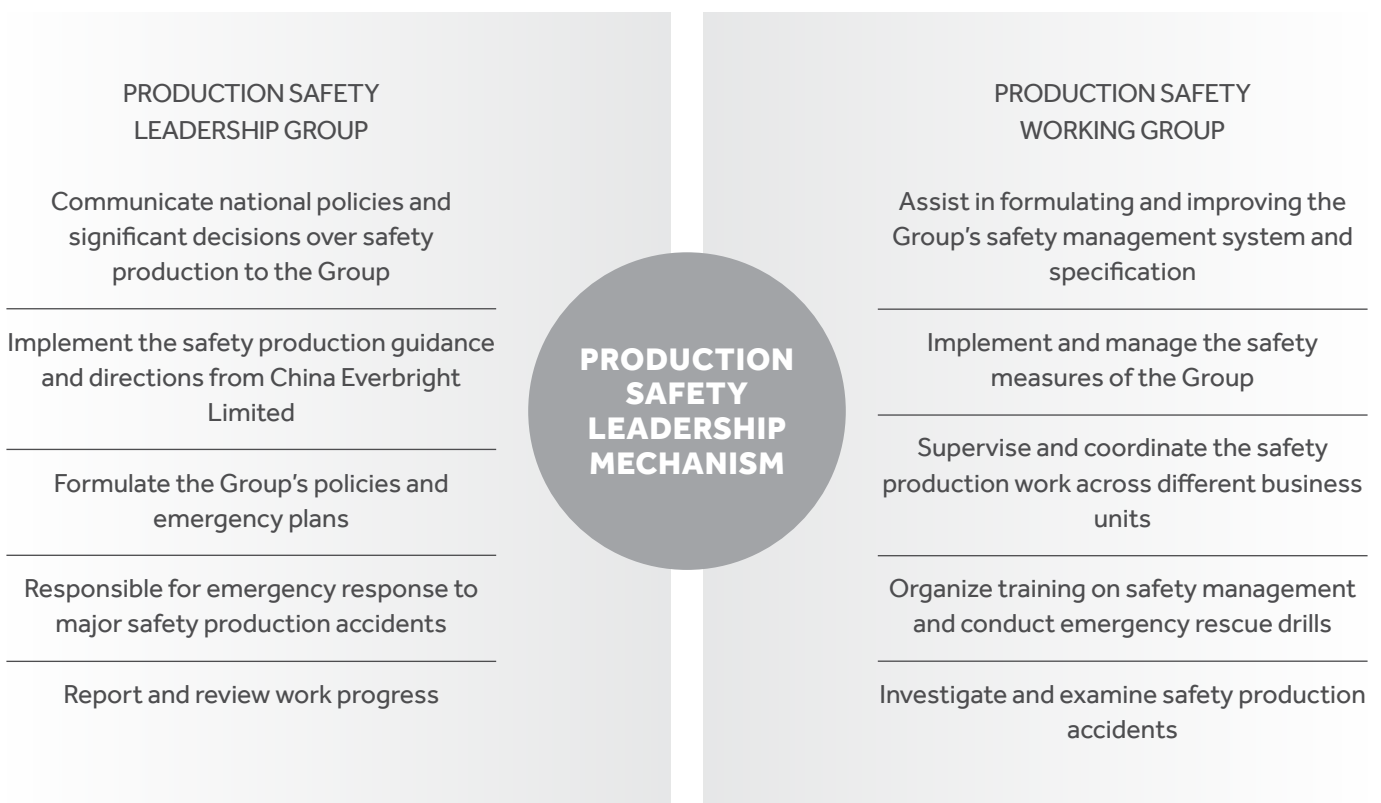 PRODUCTION SAFETY
LEADERSHIP GROUP
Communicate national policies and
significant decisions over safety
production to the Group
Implement the safety production guidance
and directions from China Everbright
Limited
Formulate the Group’s policies and
emergency plans
Responsible for emergency response to
major safety production accidents
Report and review work progress
PRODUCTION
SAFETY
LEADERSHIP
MECHANISM
PRODUCTION SAFETY
WORKING GROUP
Assist in formulating and improving the
Group’s safety management system and
specification
Implement and manage the safety
measures of the Group
Supervise and coordinate the safety
production work across different business
units
Organize training on safety management
and conduct emergency rescue drills
Investigate and examine safety production
accidents